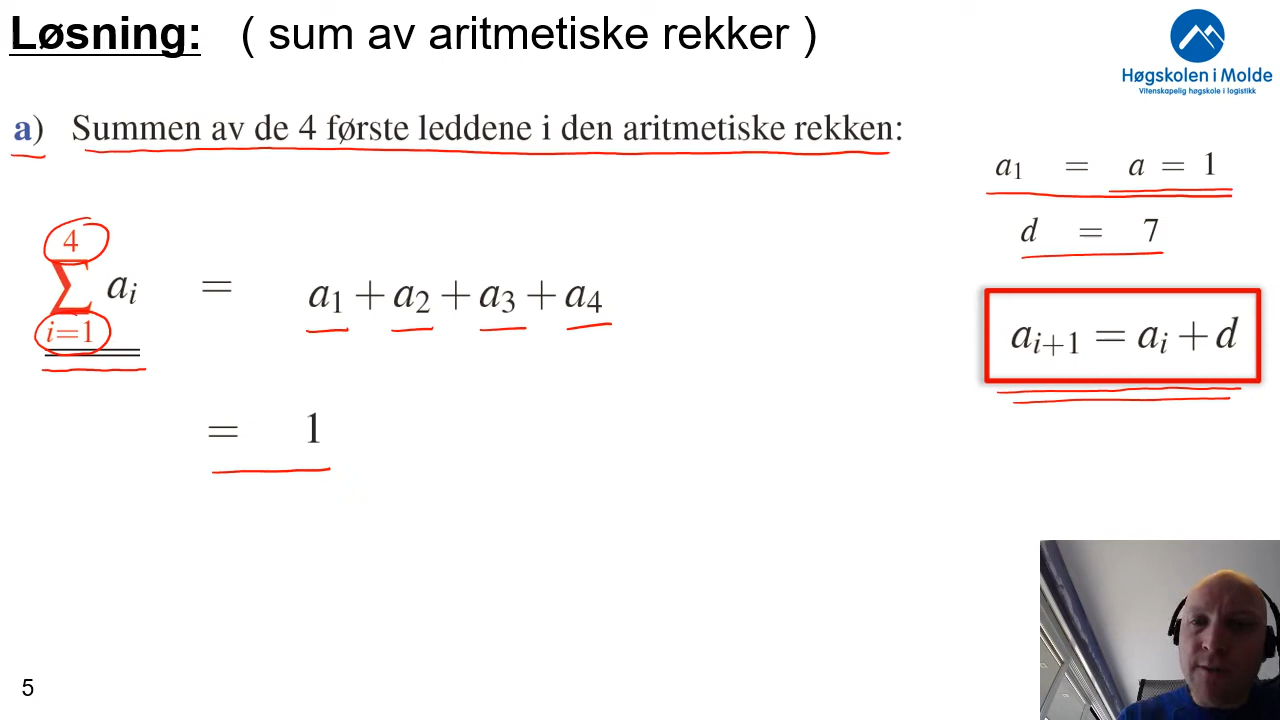 Løsning: ( sum av aritmetiske rekker )
Høgskolen i Molde
Vitenskapelig høgskole i logistikk
a) Summen av de 4 første leddene i den aritmetiske rekken:
a₁ = a = 1
d = 7
∑_{i=1}^{4} aᵢ = a₁ + a₂ + a₃ + a₄
aᵢ₊₁ = aᵢ + d
= 1
5